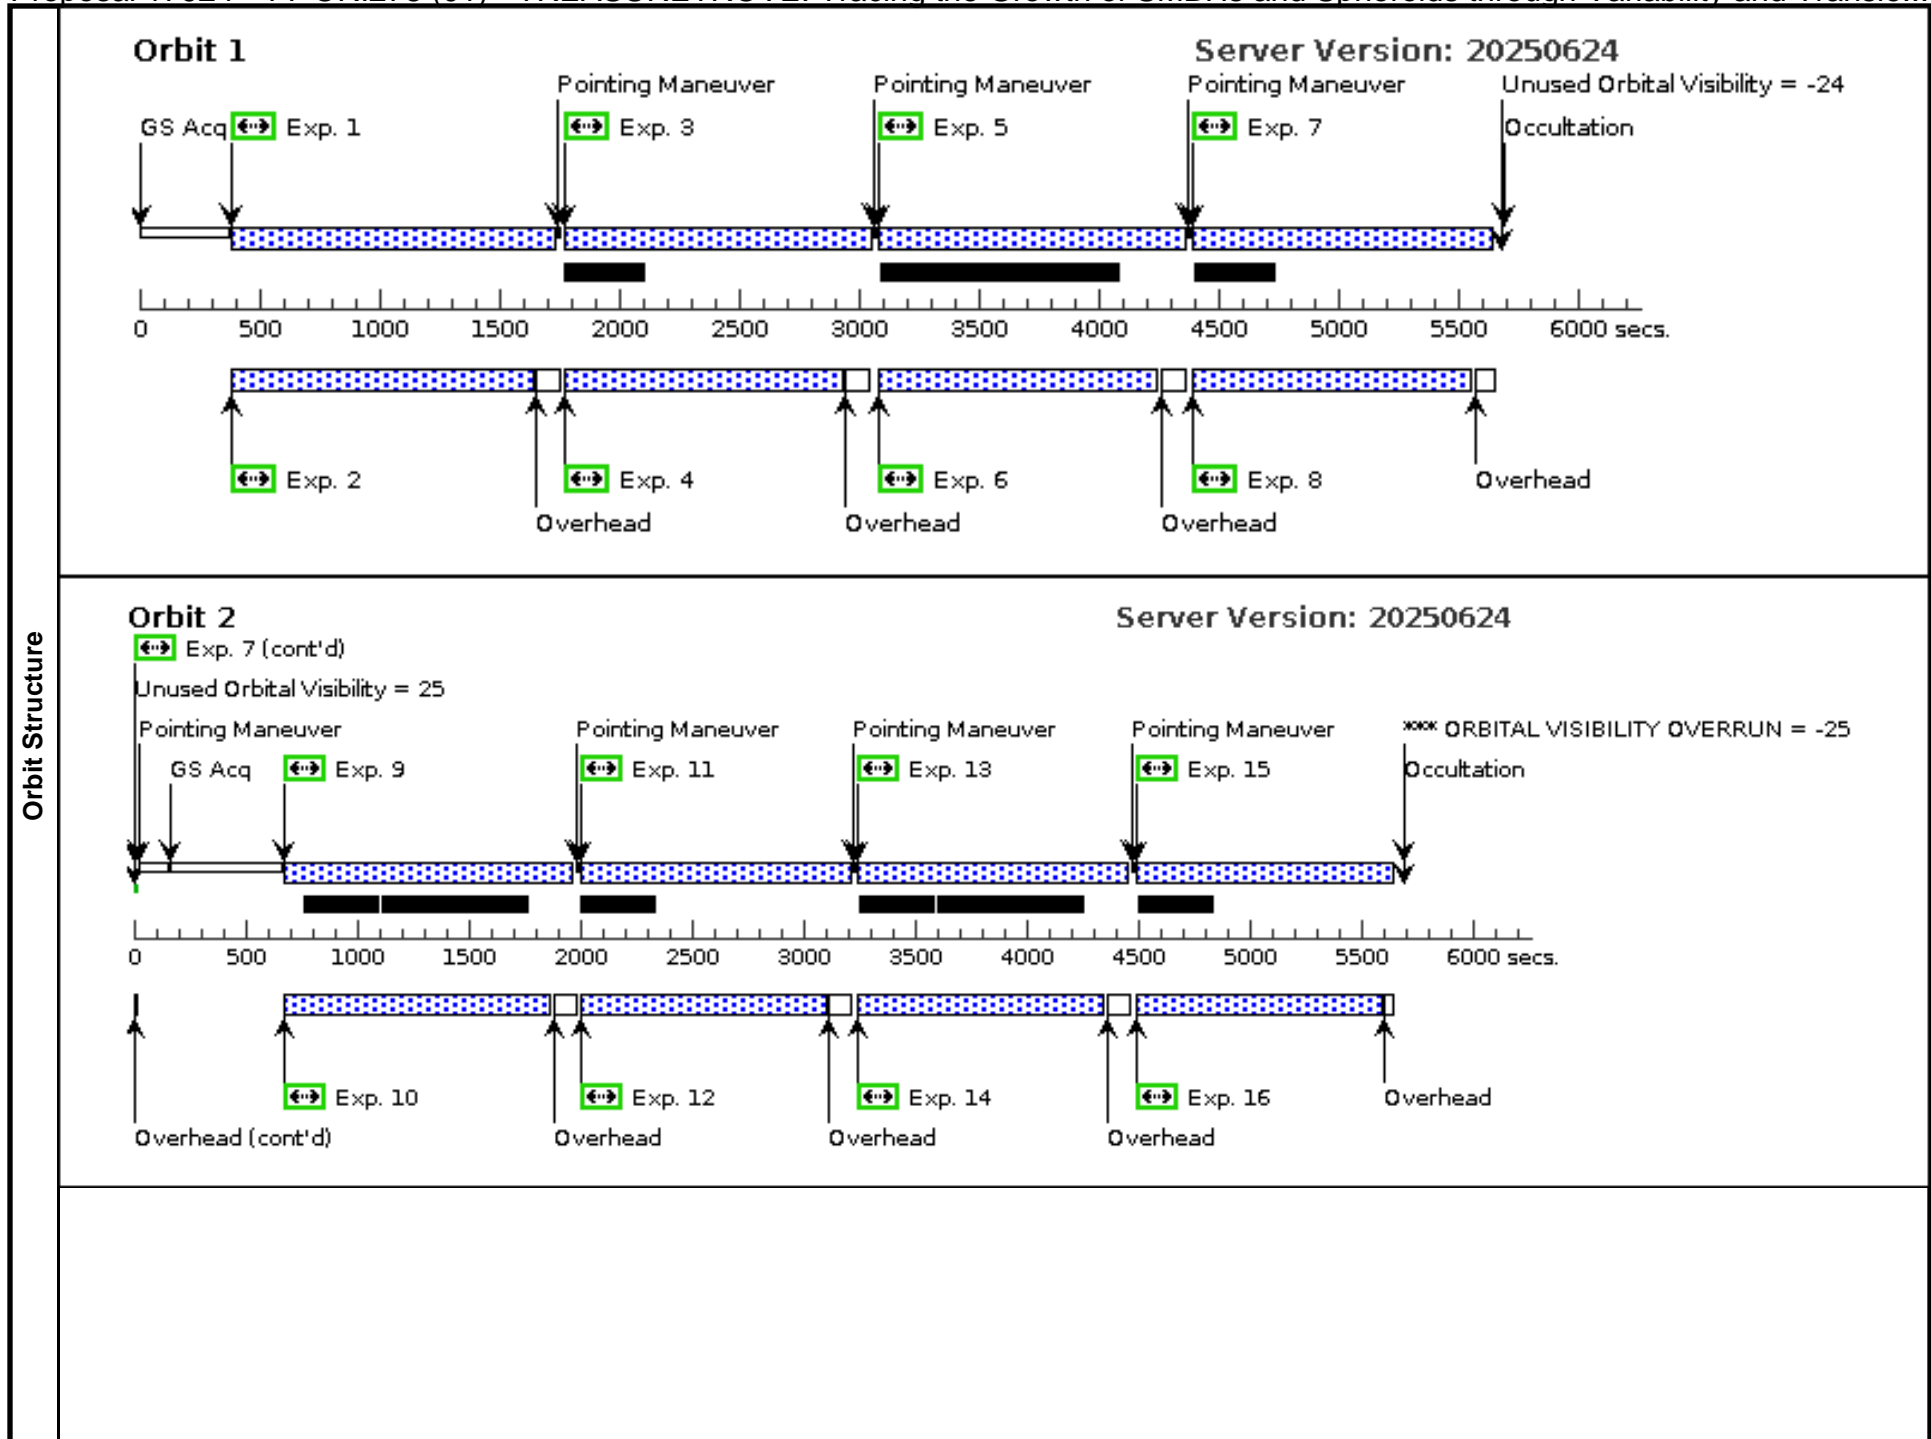 Orbit Structure
Orbit 1 Server Version: 20250624
Pointing Maneuver Pointing Maneuver Pointing Maneuver Unused Orbital Visibility = -24
GS Acq Exp. 1 Exp. 3 Exp. 5 Exp. 7 Occultation
0 500 1000 1500 2000 2500 3000 3500 4000 4500 5000 5500 6000 secs.
Exp. 2 Exp. 4 Exp. 6 Exp. 8 Overhead
Overhead Overhead Overhead
Orbit 2 Server Version: 20250624
Exp. 7 (cont'd)
Unused Orbital Visibility = 25
Pointing Maneuver Pointing Maneuver Pointing Maneuver Pointing Maneuver *** ORBITAL VISIBILITY OVERRUN = -25
GS Acq Exp. 9 Exp. 11 Exp. 13 Exp. 15 Occultation
0 500 1000 1500 2000 2500 3000 3500 4000 4500 5000 5500 6000 secs.
Exp. 10 Exp. 12 Exp. 14 Exp. 16 Overhead
Overhead (cont'd) Overhead Overhead Overhead